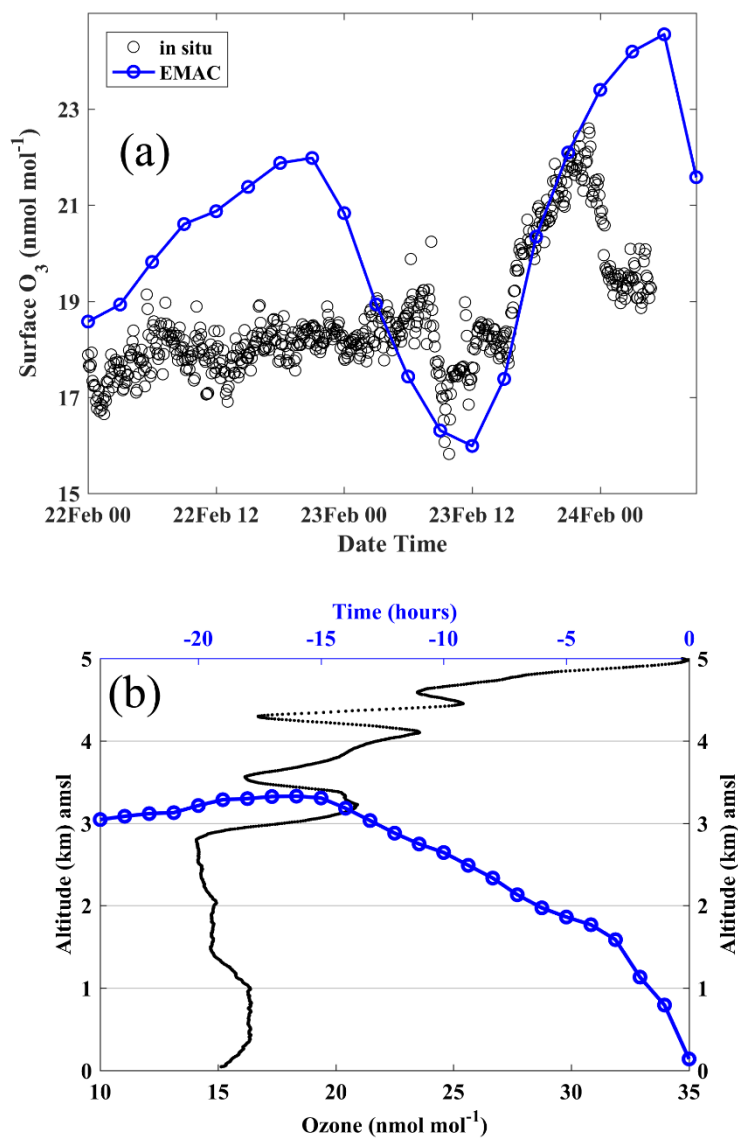 in situ
EMAC
(a)
Surface O3 (nmol mol-1)
23
21
19
17
15
22Feb 00 22Feb 12 23Feb 00 23Feb 12 24Feb 00
Date Time
Time (hours)
-20 -15 -10 -5 0
(b)
Altitude (km) amsl
5 5
4 4
3 3
2 2
1 1
0 0
Altitude (km) amsl
10 15 20 25 30 35
Ozone (nmol mol-1)